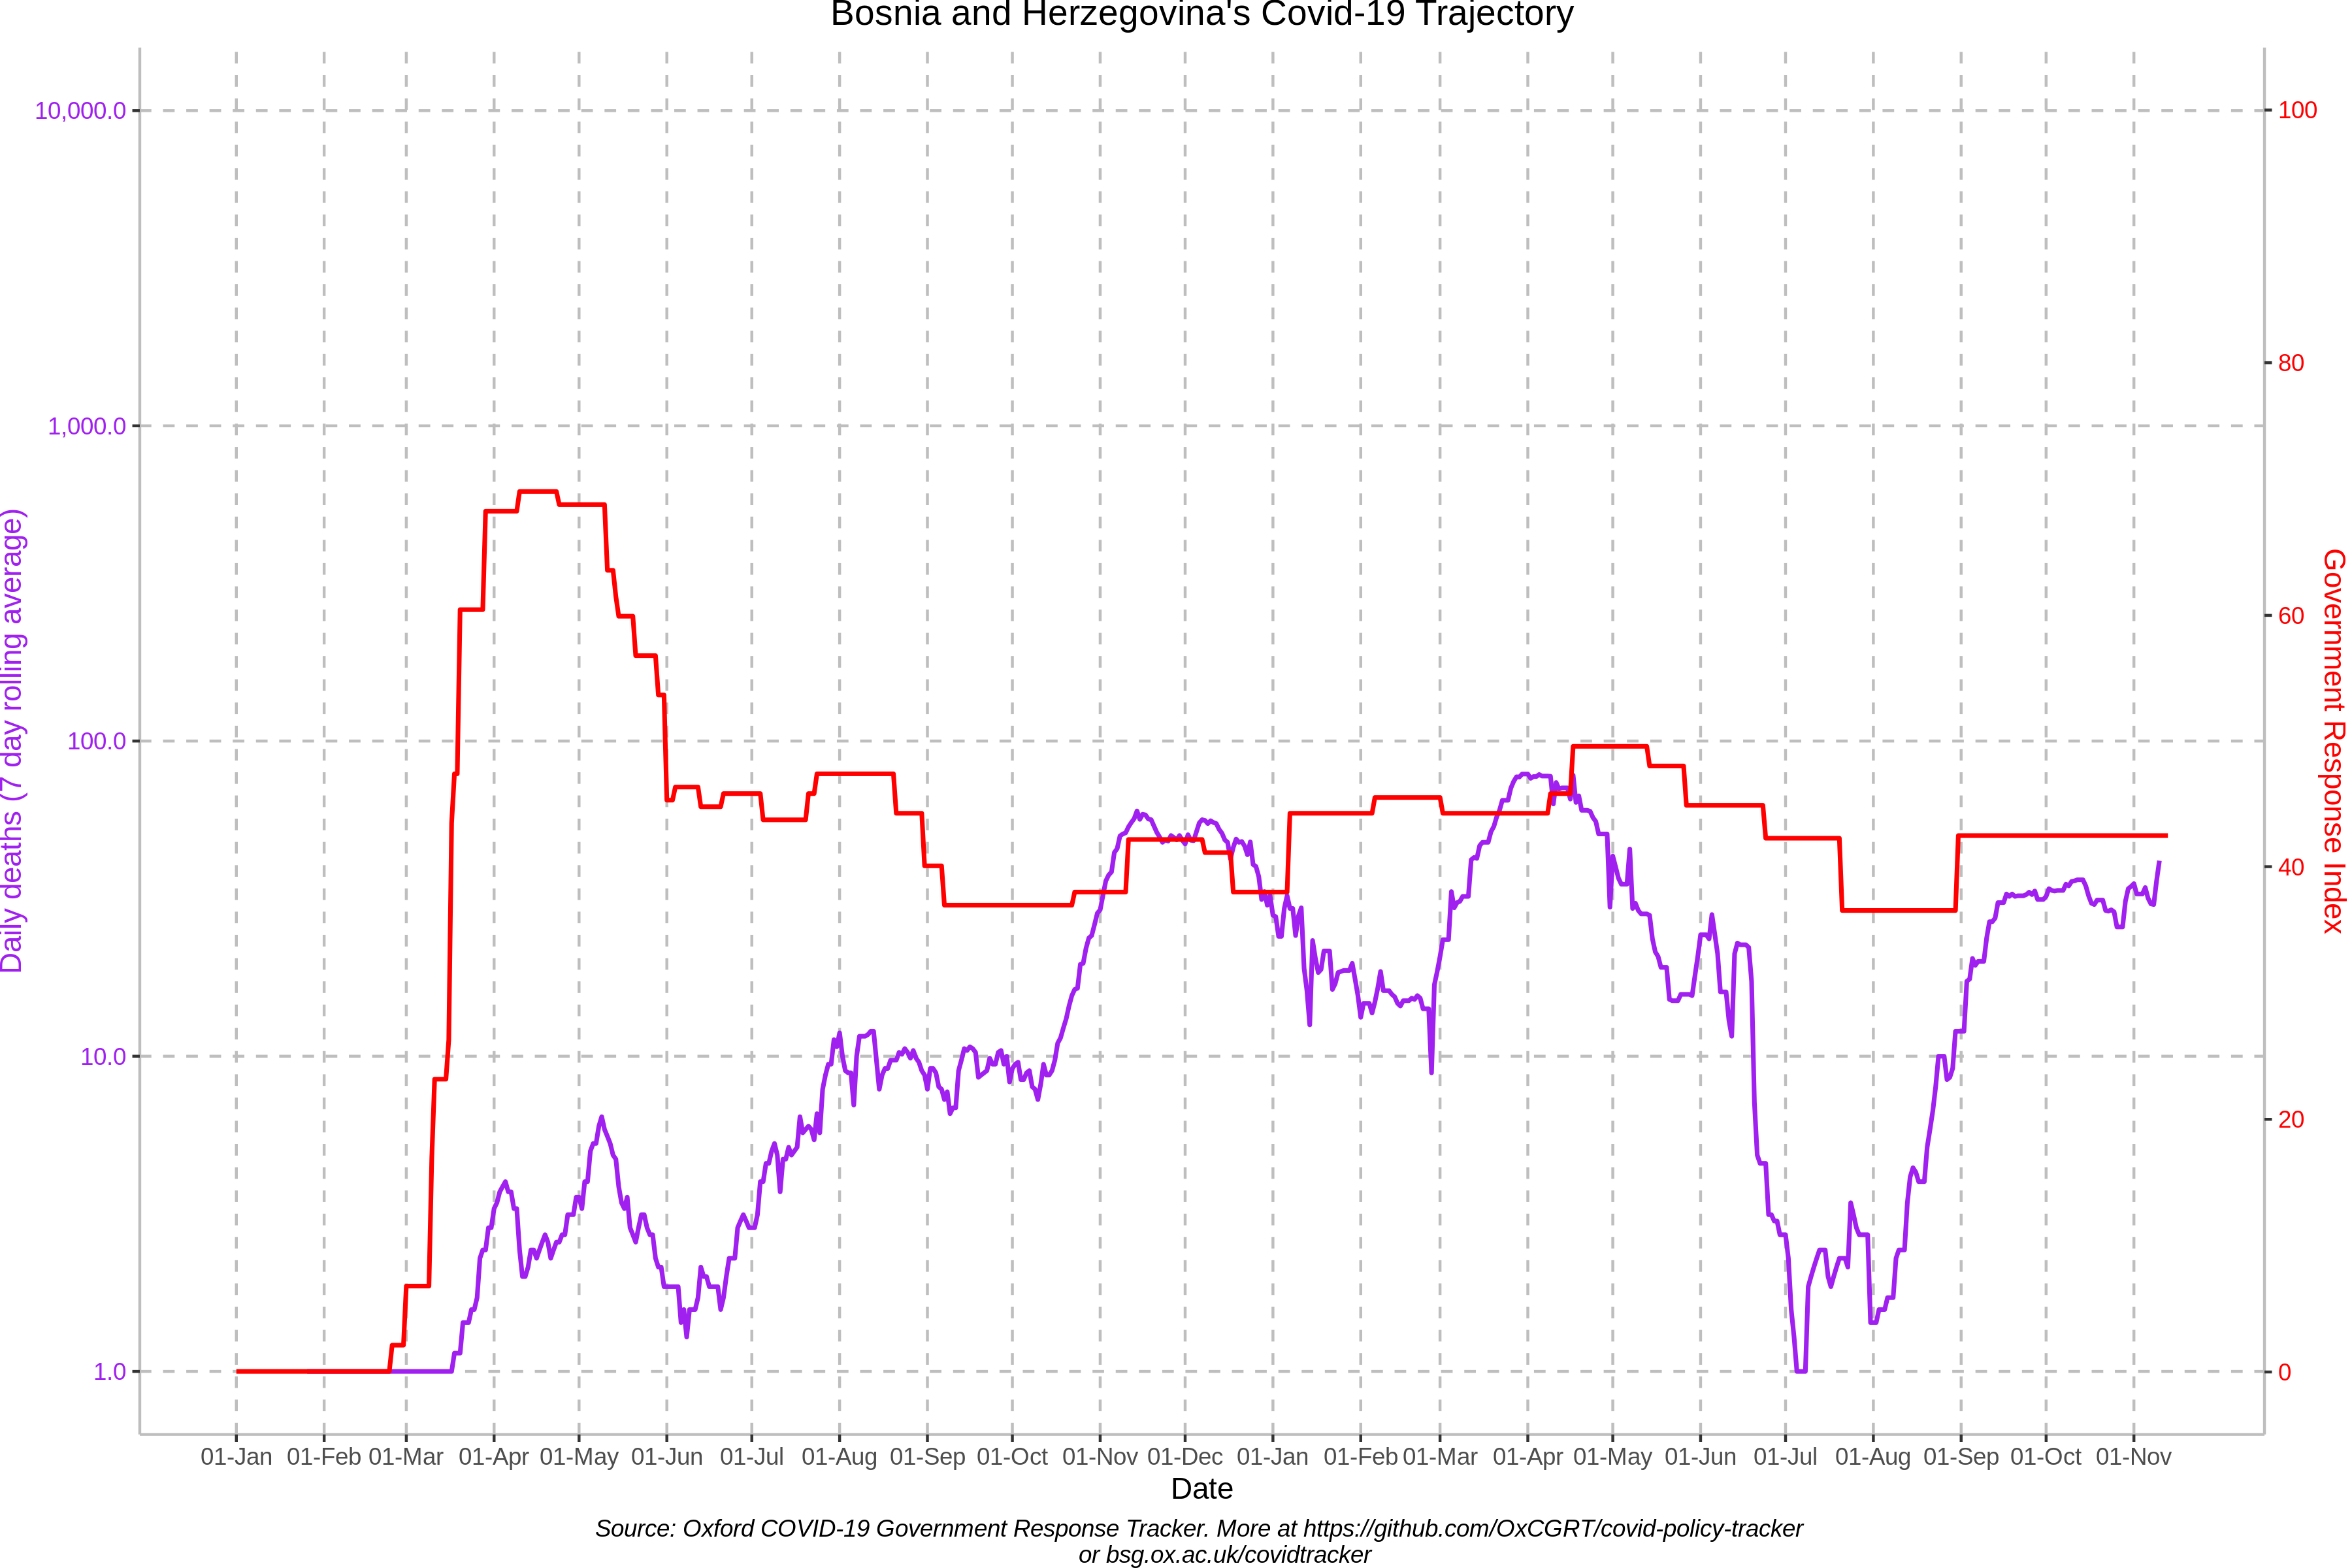 Bosnia and Herzegovina's Covid-19 Trajectory
10,000.0
1,000.0
100.0
10.0
1.0
Daily deaths (7 day rolling average)
100
80
60
40
20
0
Government Response Index
01-Jan 01-Feb 01-Mar 01-Apr 01-May 01-Jun 01-Jul 01-Aug 01-Sep 01-Oct 01-Nov 01-Dec 01-Jan 01-Feb 01-Mar 01-Apr 01-May 01-Jun 01-Jul 01-Aug 01-Sep 01-Oct 01-Nov
Date
Source: Oxford COVID-19 Government Response Tracker. More at https://github.com/OxCGRT/covid-policy-tracker
or bsg.ox.ac.uk/covidtracker